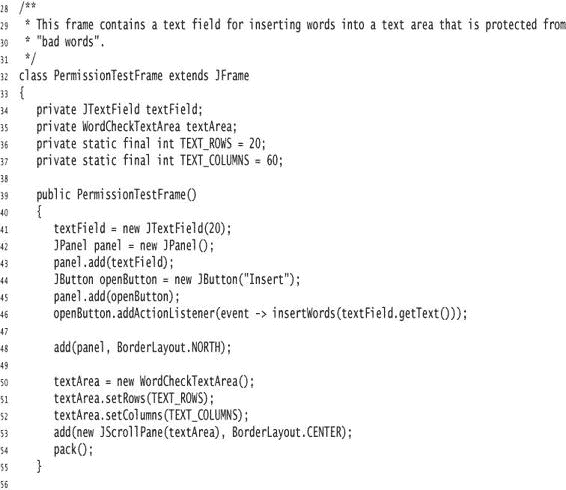 28 /**
29  * This frame contains a text field for inserting words into a text area that is protected from
30  * "bad words".
31  */
32 class PermissionTestFrame extends JFrame
33 {
34    private JTextField textField;
35    private WordCheckTextArea textArea;
36    private static final int TEXT_ROWS = 20;
37    private static final int TEXT_COLUMNS = 60;
38
39    public PermissionTestFrame()
40    {
41       textField = new JTextField(20);
42       JPanel panel = new JPanel();
43       panel.add(textField);
44       JButton openButton = new JButton("Insert");
45       panel.add(openButton);
46       openButton.addActionListener(event -> insertWords(textField.getText()));
47
48       add(panel, BorderLayout.NORTH);
49
50       textArea = new WordCheckTextArea();
51       textArea.setRows(TEXT_ROWS);
52       textArea.setColumns(TEXT_COLUMNS);
53       add(new JScrollPane(textArea), BorderLayout.CENTER);
54       pack();
55    }
56